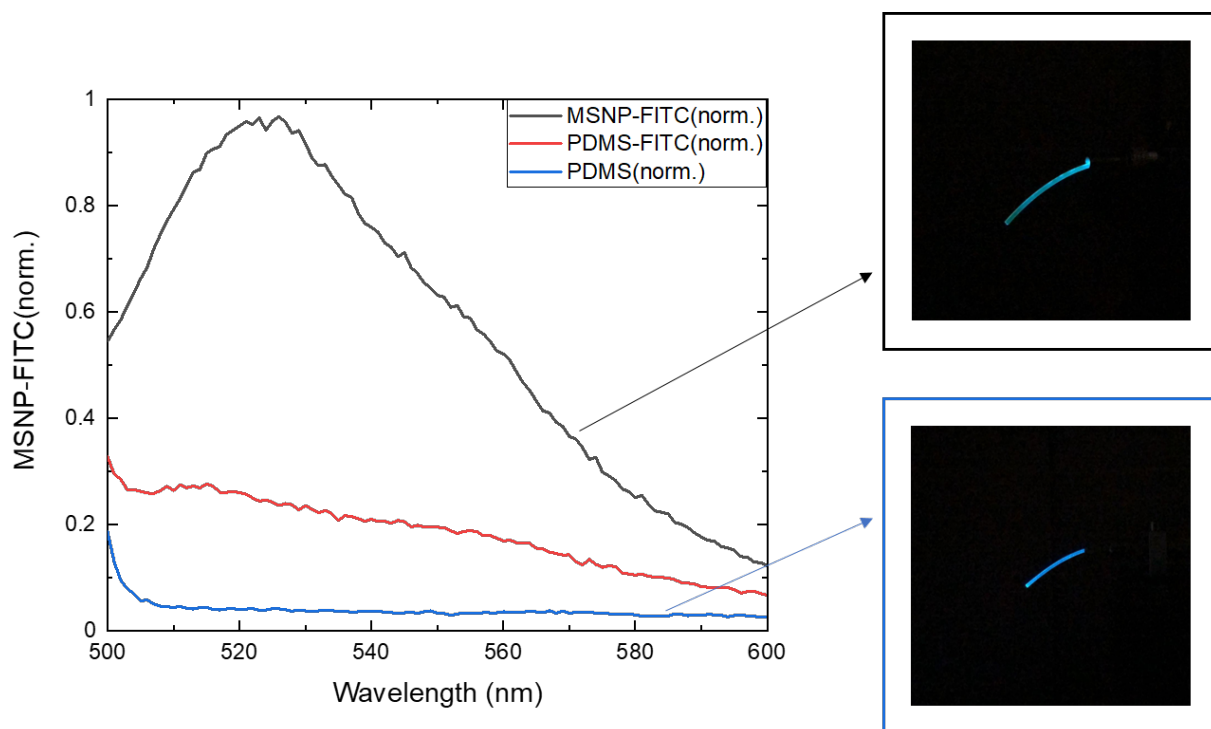 MSNP-FITC(norm.)
PDMS-FITC(norm.)
PDMS(norm.)
MSNP-FITC(norm.)
1
0.8
0.6
0.4
0.2
0
500
520
540
560
580
600
Wavelength (nm)